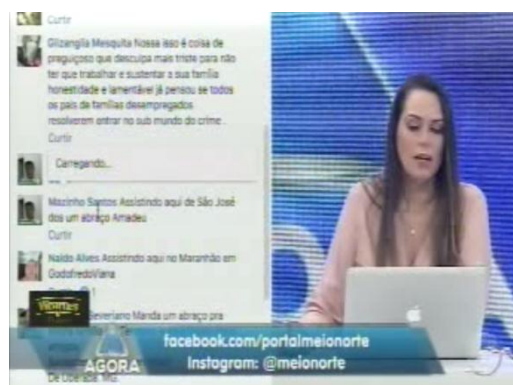 Curtir
Glizangila Mesquita Nossa isso é coisa de
preguiçoso que desculpa mais triste para não
ter que trabalhar e sustentar a sua família
honestidade e lamentável já pensou se todos
os pais de famílias desempregados
resolverem entrar no sub mundo do crime .
Curtir
Carregando...
Mazinho Santos Assistindo aqui de São José
dos um abraço Amadeu
Curtir
Naldo Alves Assistindo aqui no Maranhão em
GodofredoViana
1
Severiano Manda um abraço pra
facebook.com/portalmeionorte
AGORA
Instagram: @meionorte